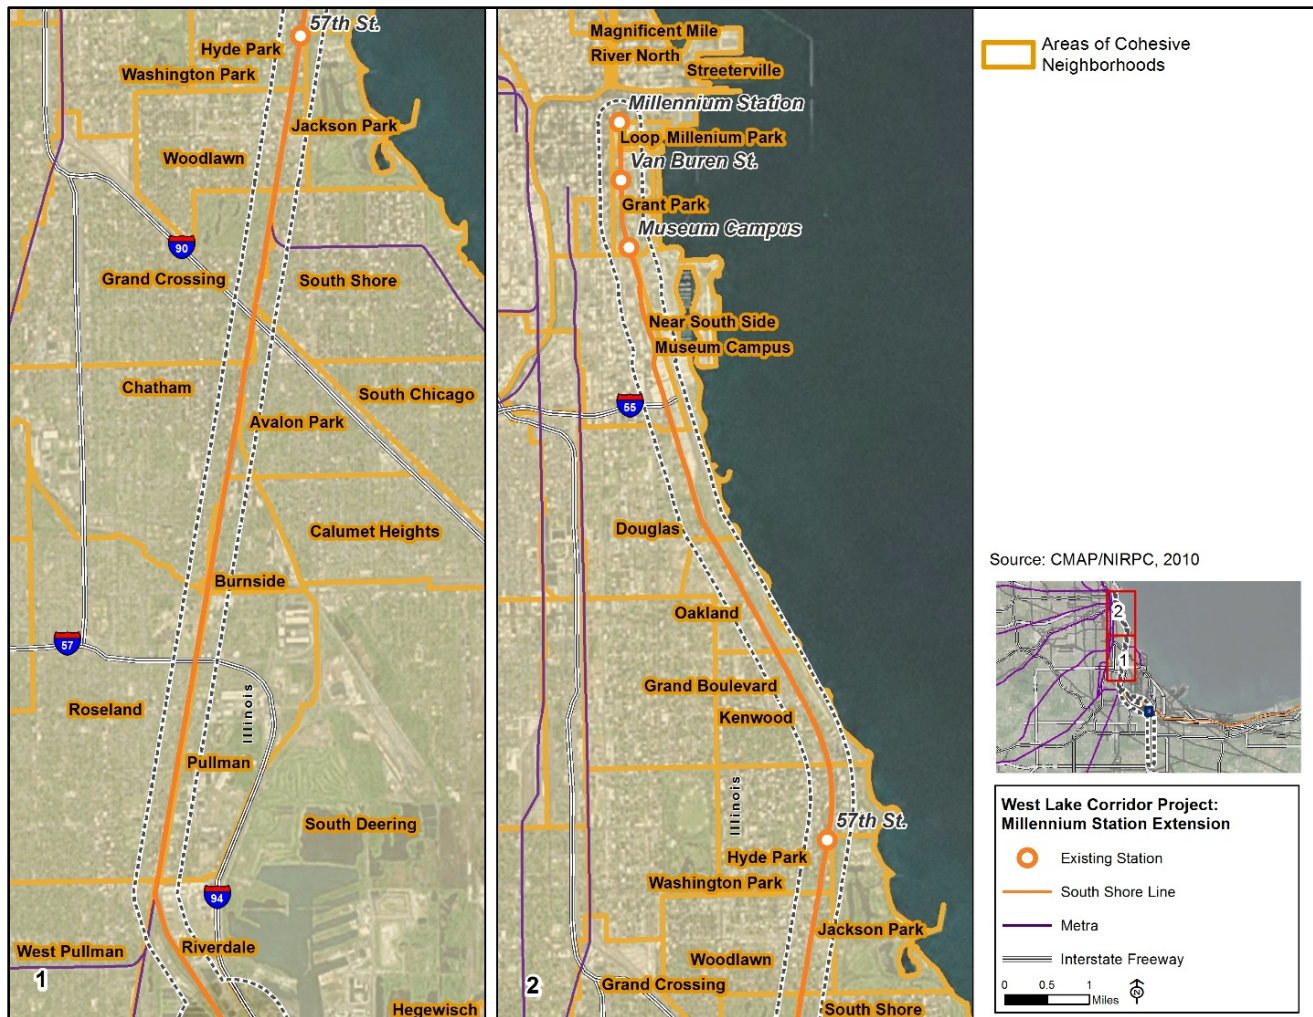 57th St.
Hyde Park
Washington Park
Jackson Park
Woodlawn
90
Grand Crossing
South Shore
Chatham
South Chicago
Avalon Park
Calumet Heights
Burnside
57
Roseland
Illinois
Pullman
South Deering
94
Riverdale
West Pullman
1
Hegewisch
Magnificent Mile
River North
Streeterville
Millennium Station
Loop Millenium Park
Van Buren St.
Grant Park
Museum Campus
Near South Side
Museum Campus
55
Douglas
Oakland
Grand Boulevard
Kenwood
Illinois
57th St.
Hyde Park
Washington Park
Jackson Park
Woodlawn
2
Grand Crossing
South Shore
Areas of Cohesive
Neighborhoods
Source: CMAP/NIRPC, 2010
2
1
West Lake Corridor Project:
Millennium Station Extension
Existing Station
South Shore Line
Metra
Interstate Freeway
0 0.5 1
Miles
N